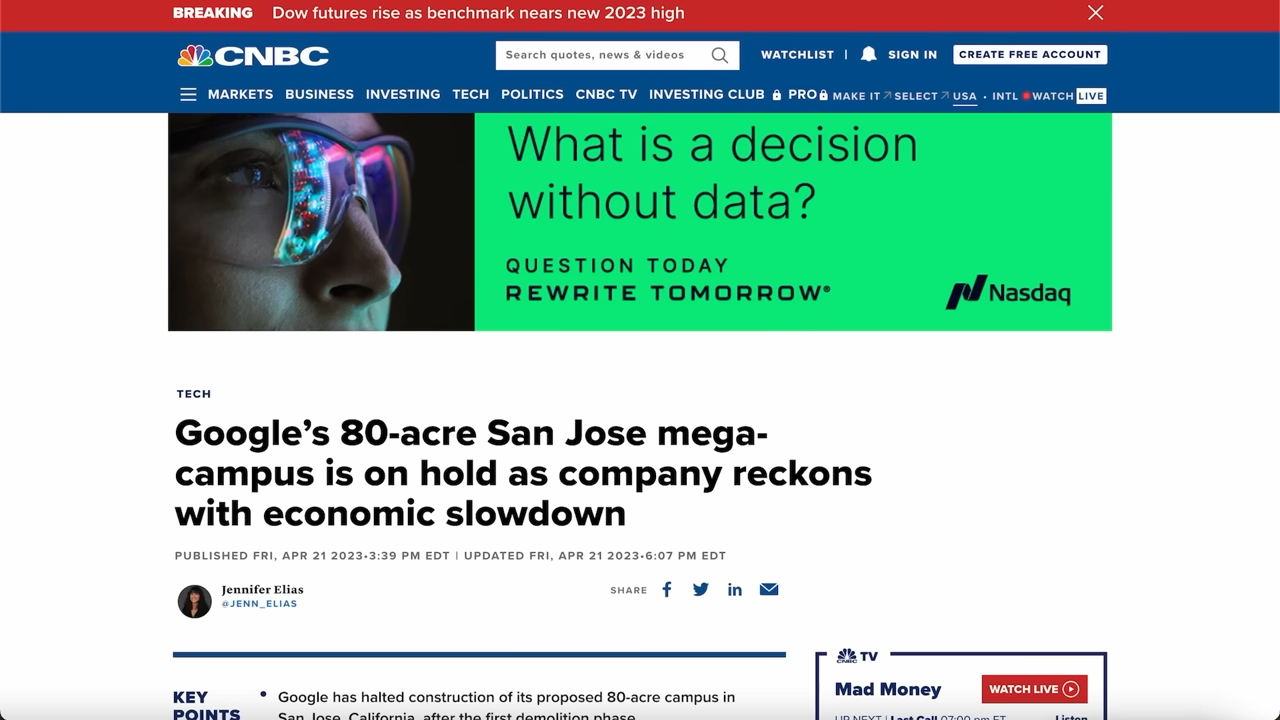 BREAKING Dow futures rise as benchmark nears new 2023 high
CNBC
Search quotes, news & videos
WATCHLIST | SIGN IN CREATE FREE ACCOUNT
MARKETS BUSINESS INVESTING TECH POLITICS CNBC TV INVESTING CLUB PRO MAKE IT SELECT USA • INTL WATCH LIVE
What is a decision
without data?
QUESTION TODAY
REWRITE TOMORROW®
Nasdaq
TECH
Google’s 80-acre San Jose mega-
campus is on hold as company reckons
with economic slowdown
PUBLISHED FRI, APR 21 2023•3:39 PM EDT | UPDATED FRI, APR 21 2023•6:07 PM EDT
Jennifer Elias
@JENN_ELIAS
SHARE
KEY
POINTS
• Google has halted construction of its proposed 80-acre campus in
San Jose, California, after the first demolition phase.
CNBC TV
Mad Money
WATCH LIVE
UP NEXT | Last Call 07:00 pm ET
Listen